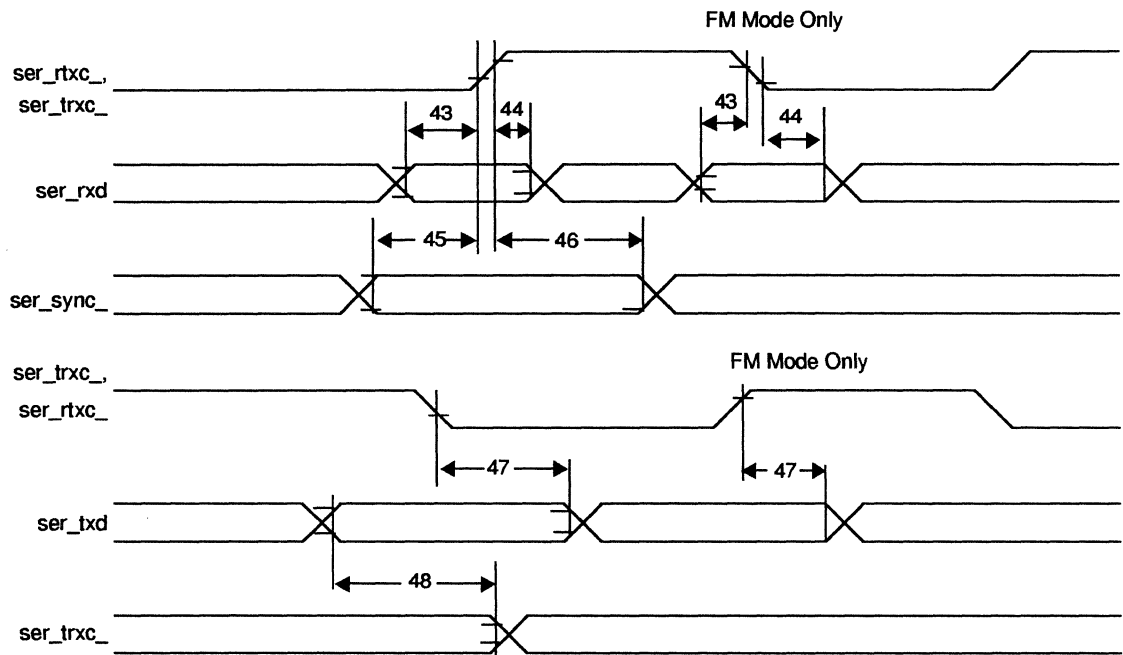 FM Mode Only
ser_rtxc_,
ser_trxc_
43
44
43
44
ser_rxd
45
46
ser_sync_
FM Mode Only
ser_trxc_,
ser_rtxc_
47
47
ser_txd
48
ser_trxc_